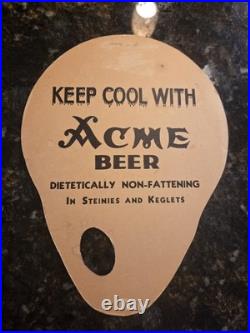 KEEP COOL WITH
ACME
BEER
DIETETICALLY NON-FATTENING
IN STEINIES AND KEGLETS